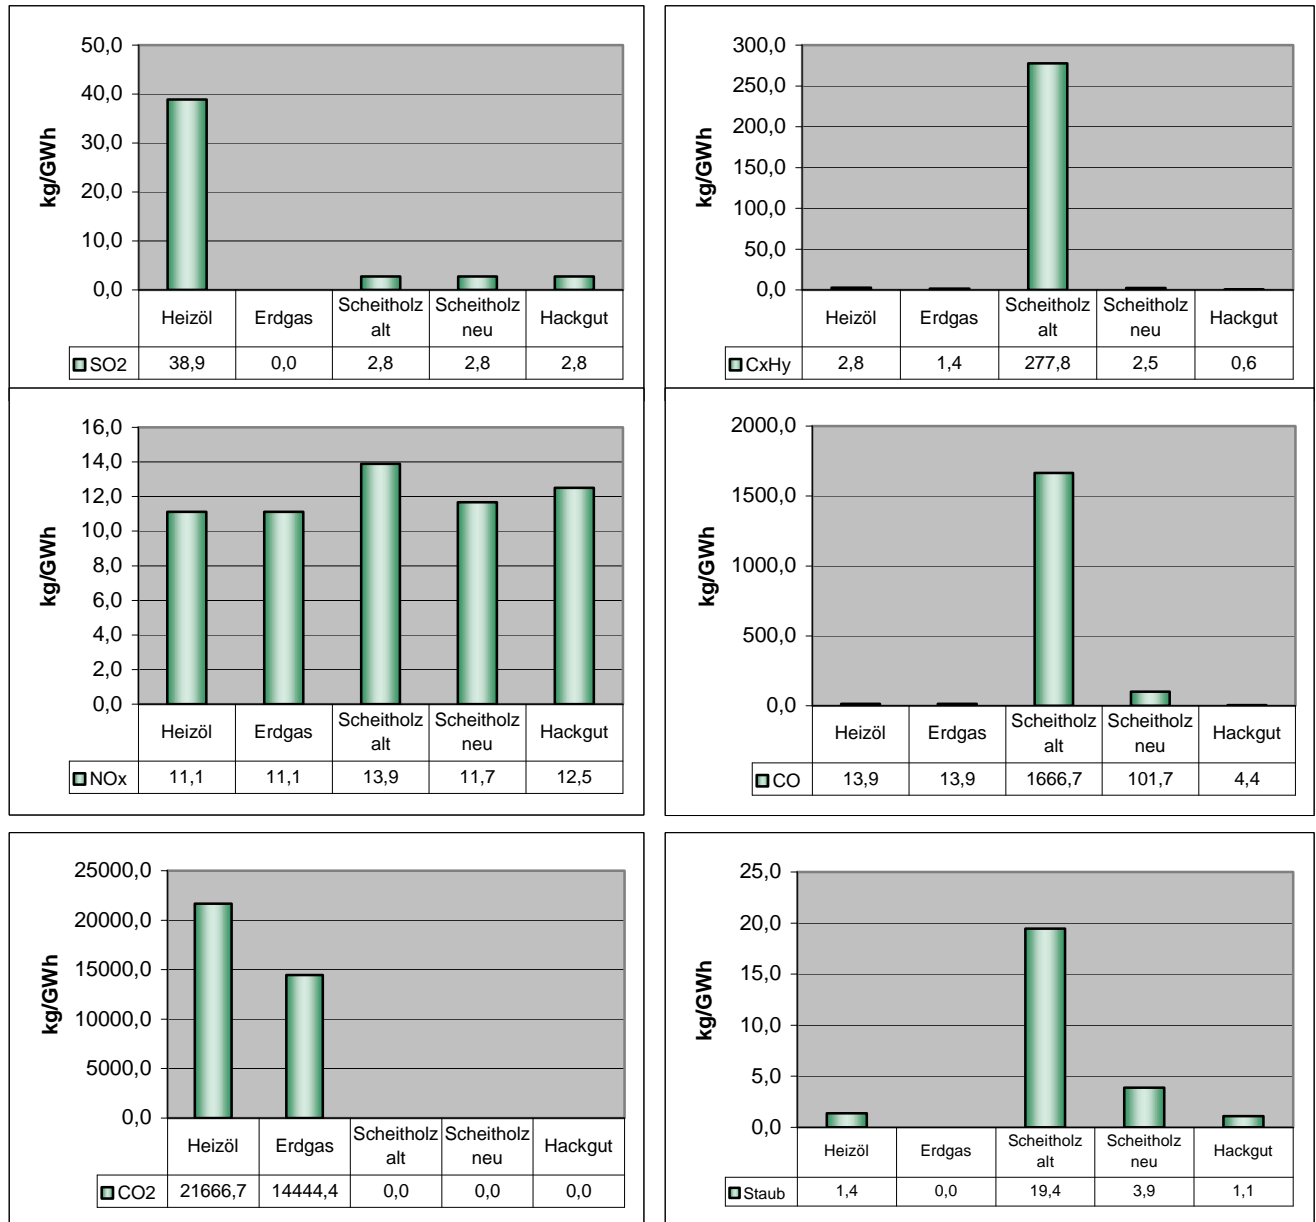 50,0
40,0
30,0
20,0
10,0
0,0
kg/GWh
Heizöl Erdgas Scheitholz alt Scheitholz neu Hackgut
SO2 38,9 0,0 2,8 2,8 2,8
300,0
250,0
200,0
150,0
100,0
50,0
0,0
kg/GWh
Heizöl Erdgas Scheitholz alt Scheitholz neu Hackgut
CxHy 2,8 1,4 277,8 2,5 0,6
16,0
14,0
12,0
10,0
8,0
6,0
4,0
2,0
0,0
kg/GWh
Heizöl Erdgas Scheitholz alt Scheitholz neu Hackgut
NOx 11,1 11,1 13,9 11,7 12,5
2000,0
1500,0
1000,0
500,0
0,0
kg/GWh
Heizöl Erdgas Scheitholz alt Scheitholz neu Hackgut
CO 13,9 13,9 1666,7 101,7 4,4
25000,0
20000,0
15000,0
10000,0
5000,0
0,0
kg/GWh
Heizöl Erdgas Scheitholz alt Scheitholz neu Hackgut
CO2 21666,7 14444,4 0,0 0,0 0,0
25,0
20,0
15,0
10,0
5,0
0,0
kg/GWh
Heizöl Erdgas Scheitholz alt Scheitholz neu Hackgut
Staub 1,4 0,0 19,4 3,9 1,1